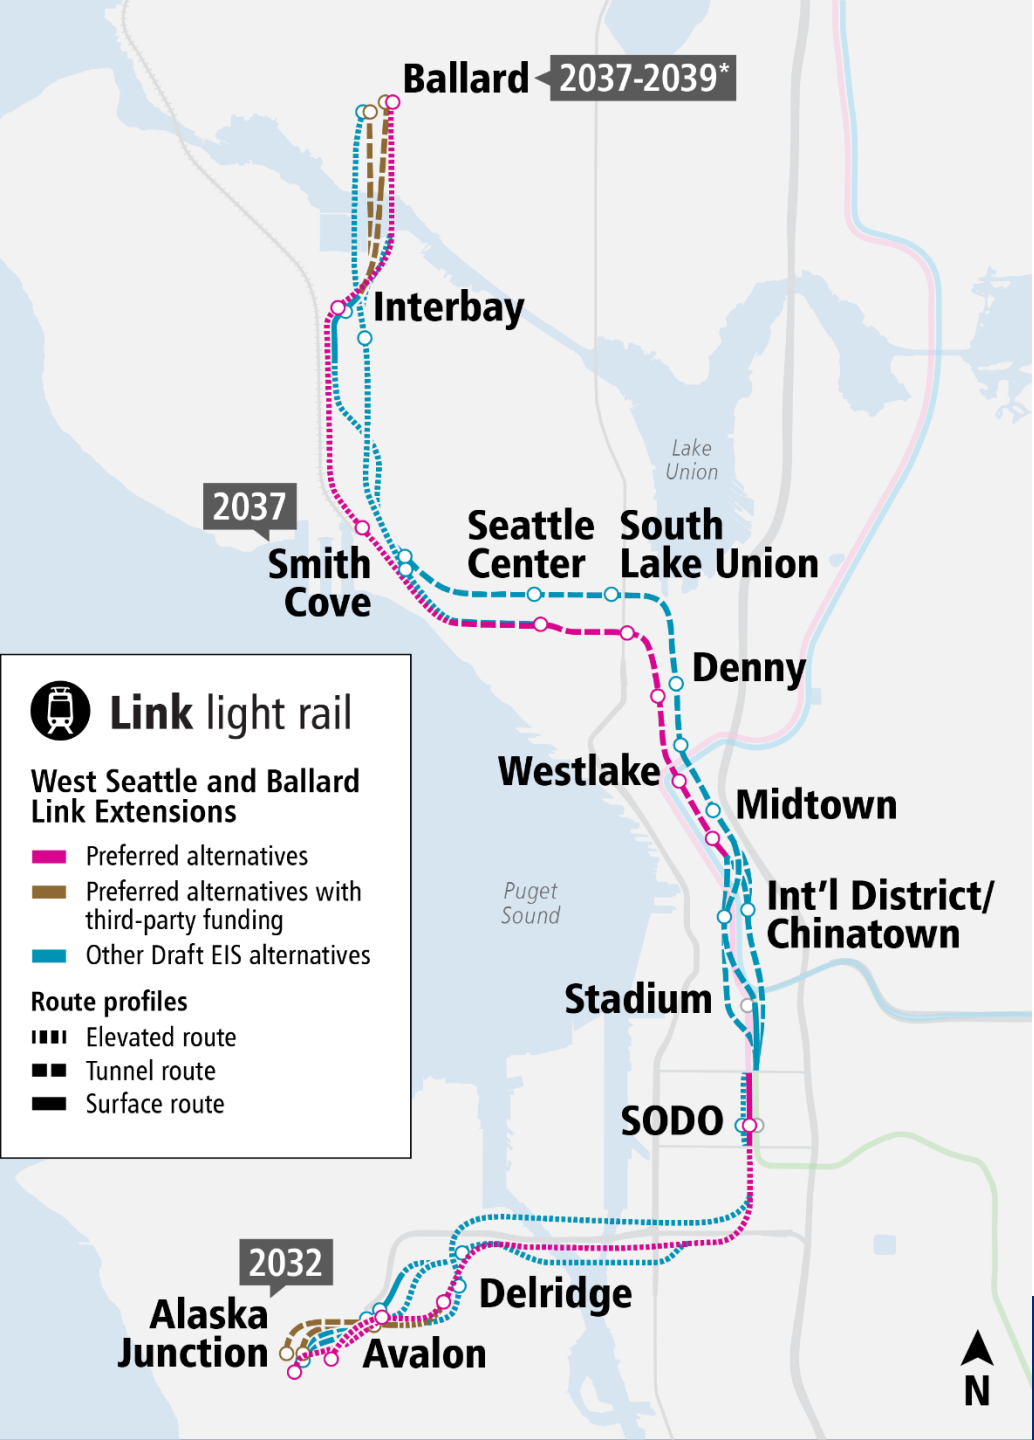 Ballard
2037-2039*
Interbay
Lake
Union
2037
Seattle
Center
South
Lake Union
Smith
Cove
Denny
Link light rail
West Seattle and Ballard
Link Extensions
Preferred alternatives
Preferred alternatives with
third-party funding
Other Draft EIS alternatives
Route profiles
Elevated route
Tunnel route
Surface route
Westlake
Midtown
Puget
Sound
Int'l District/
Chinatown
Stadium
SODO
2032
Delridge
Alaska
Junction
Avalon
N